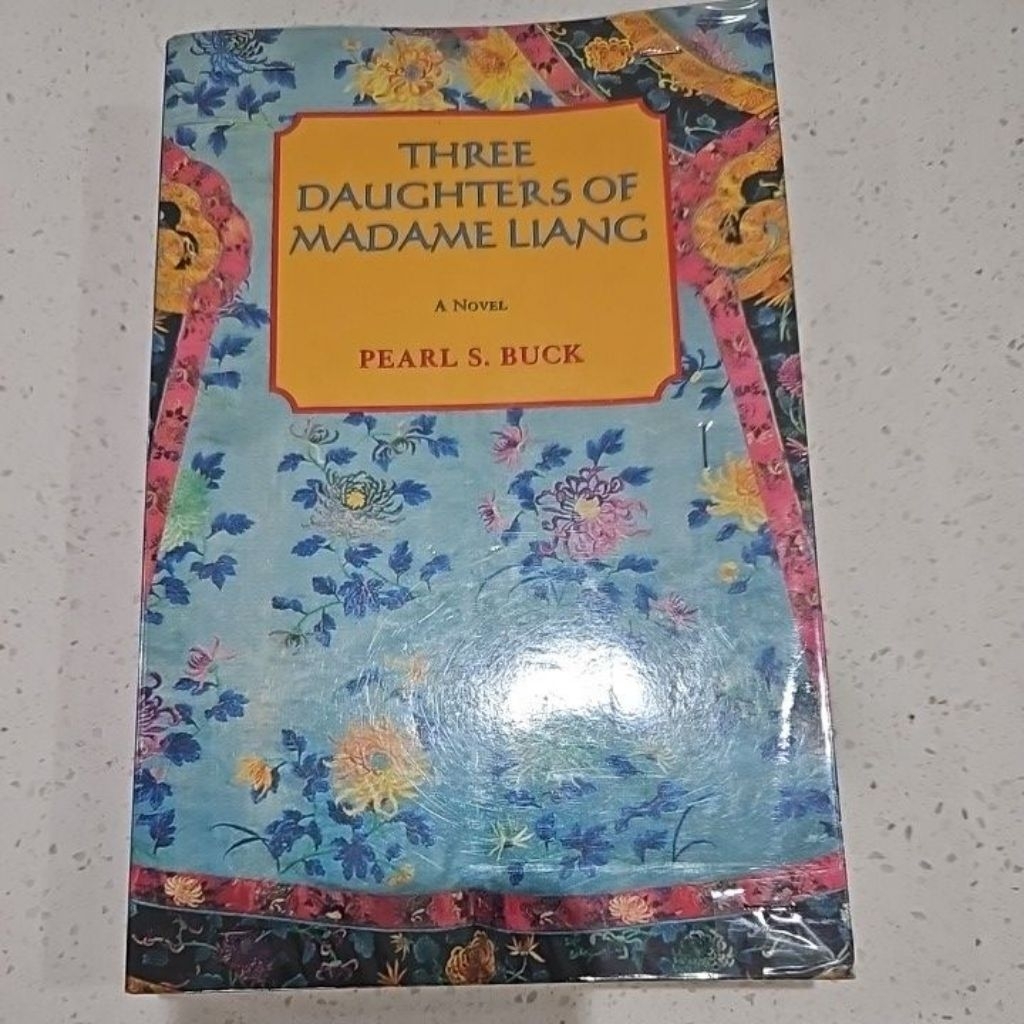 THREE
DAUGHTERS OF
MADAME LIANG
A NOVEL
PEARL S. BUCK